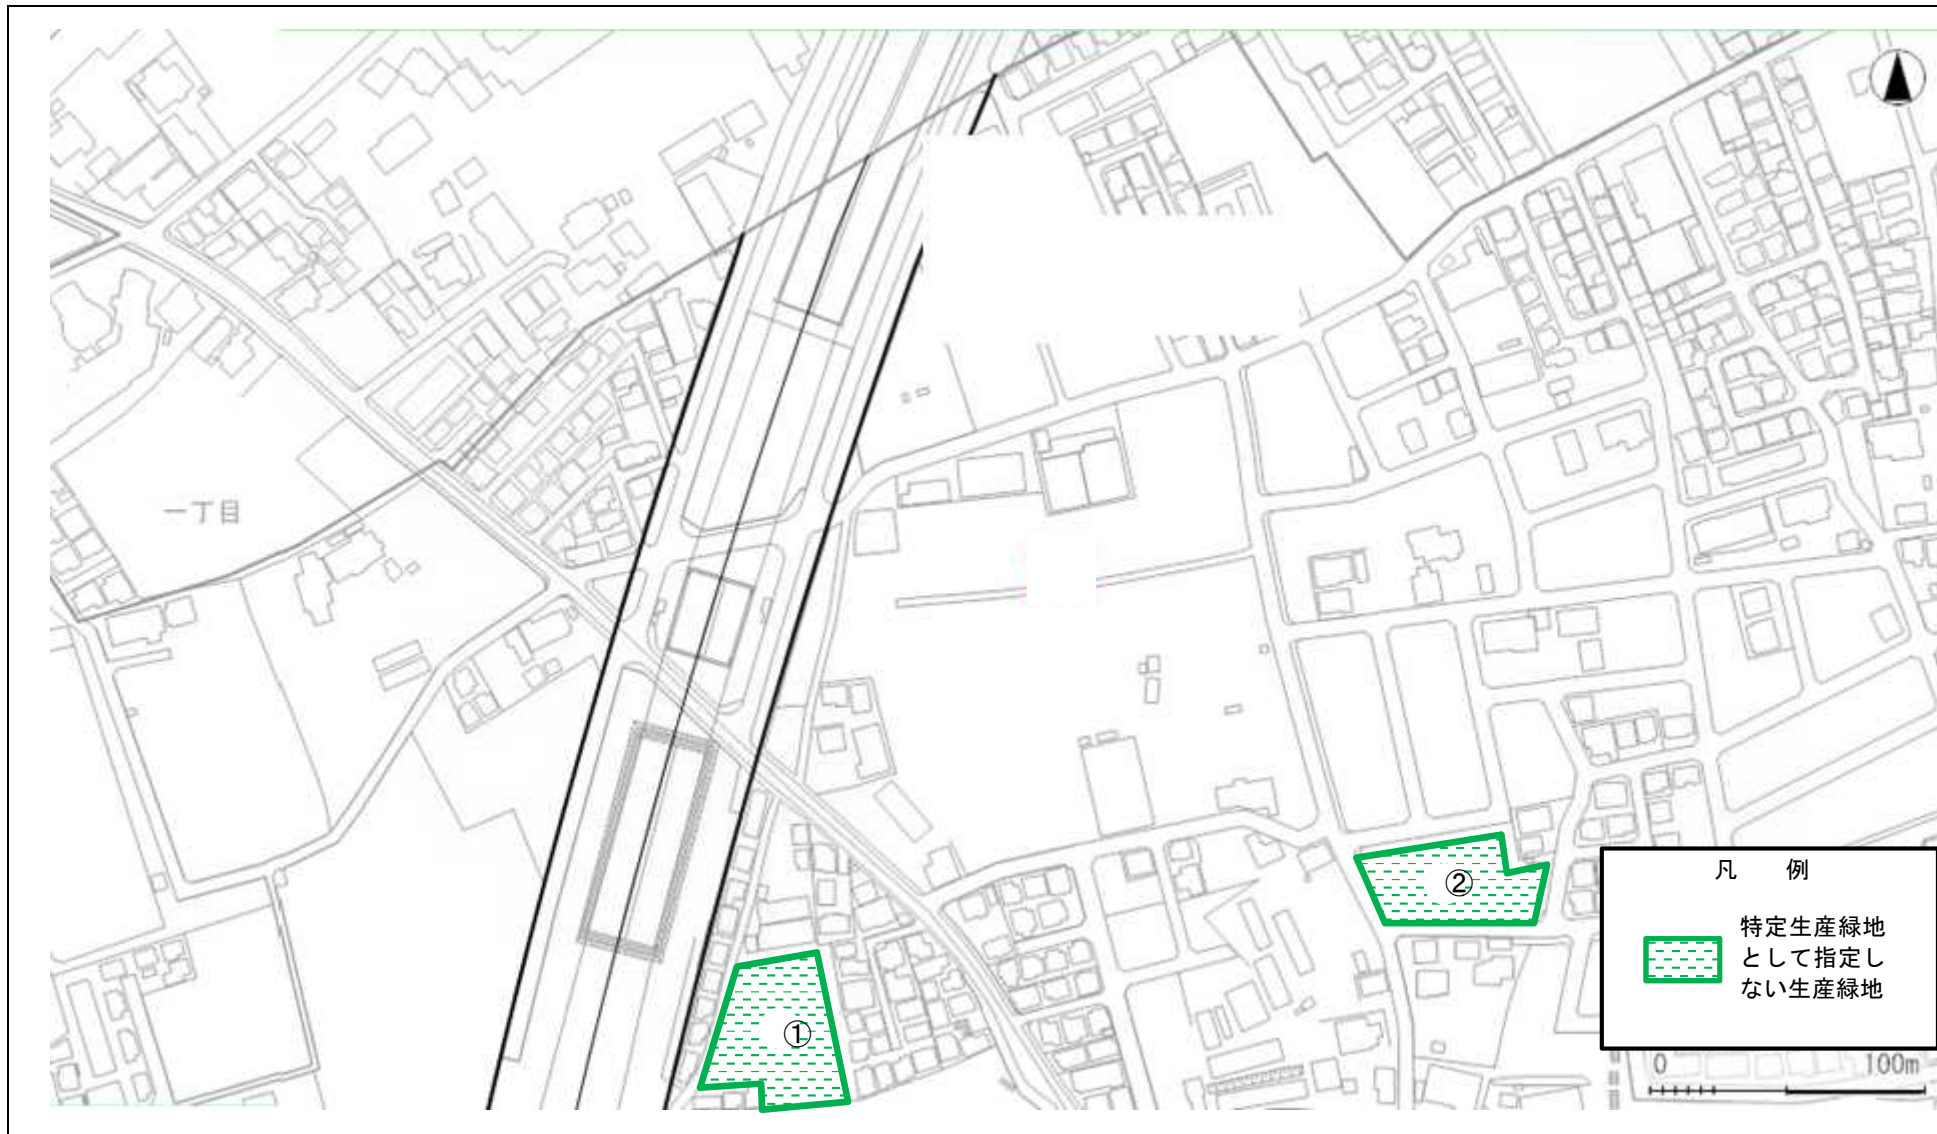 一丁目
②
①
凡　例
特定生産緑地
として指定し
ない生産緑地
0 100m